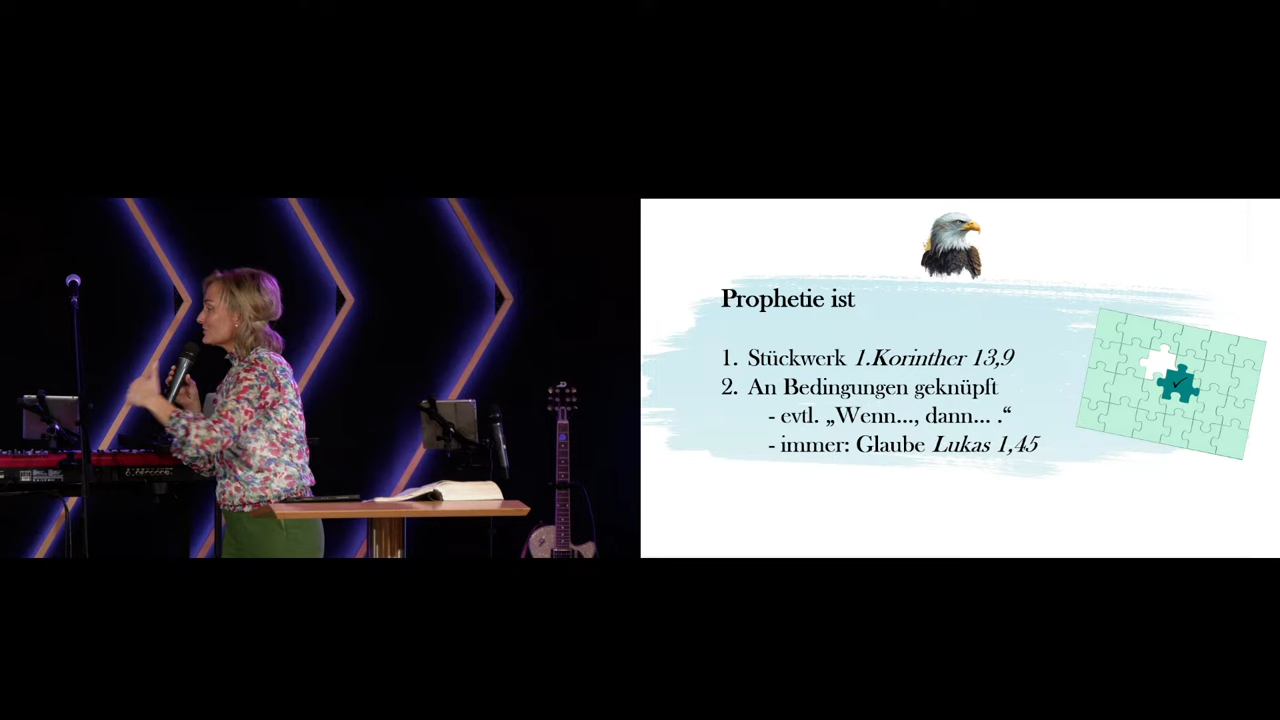 Prophetie ist
1. Stückwerk 1.Korinther 13,9
2. An Bedingungen geknüpft
- evtl. „Wenn..., dann... .“
- immer: Glaube Lukas 1,45